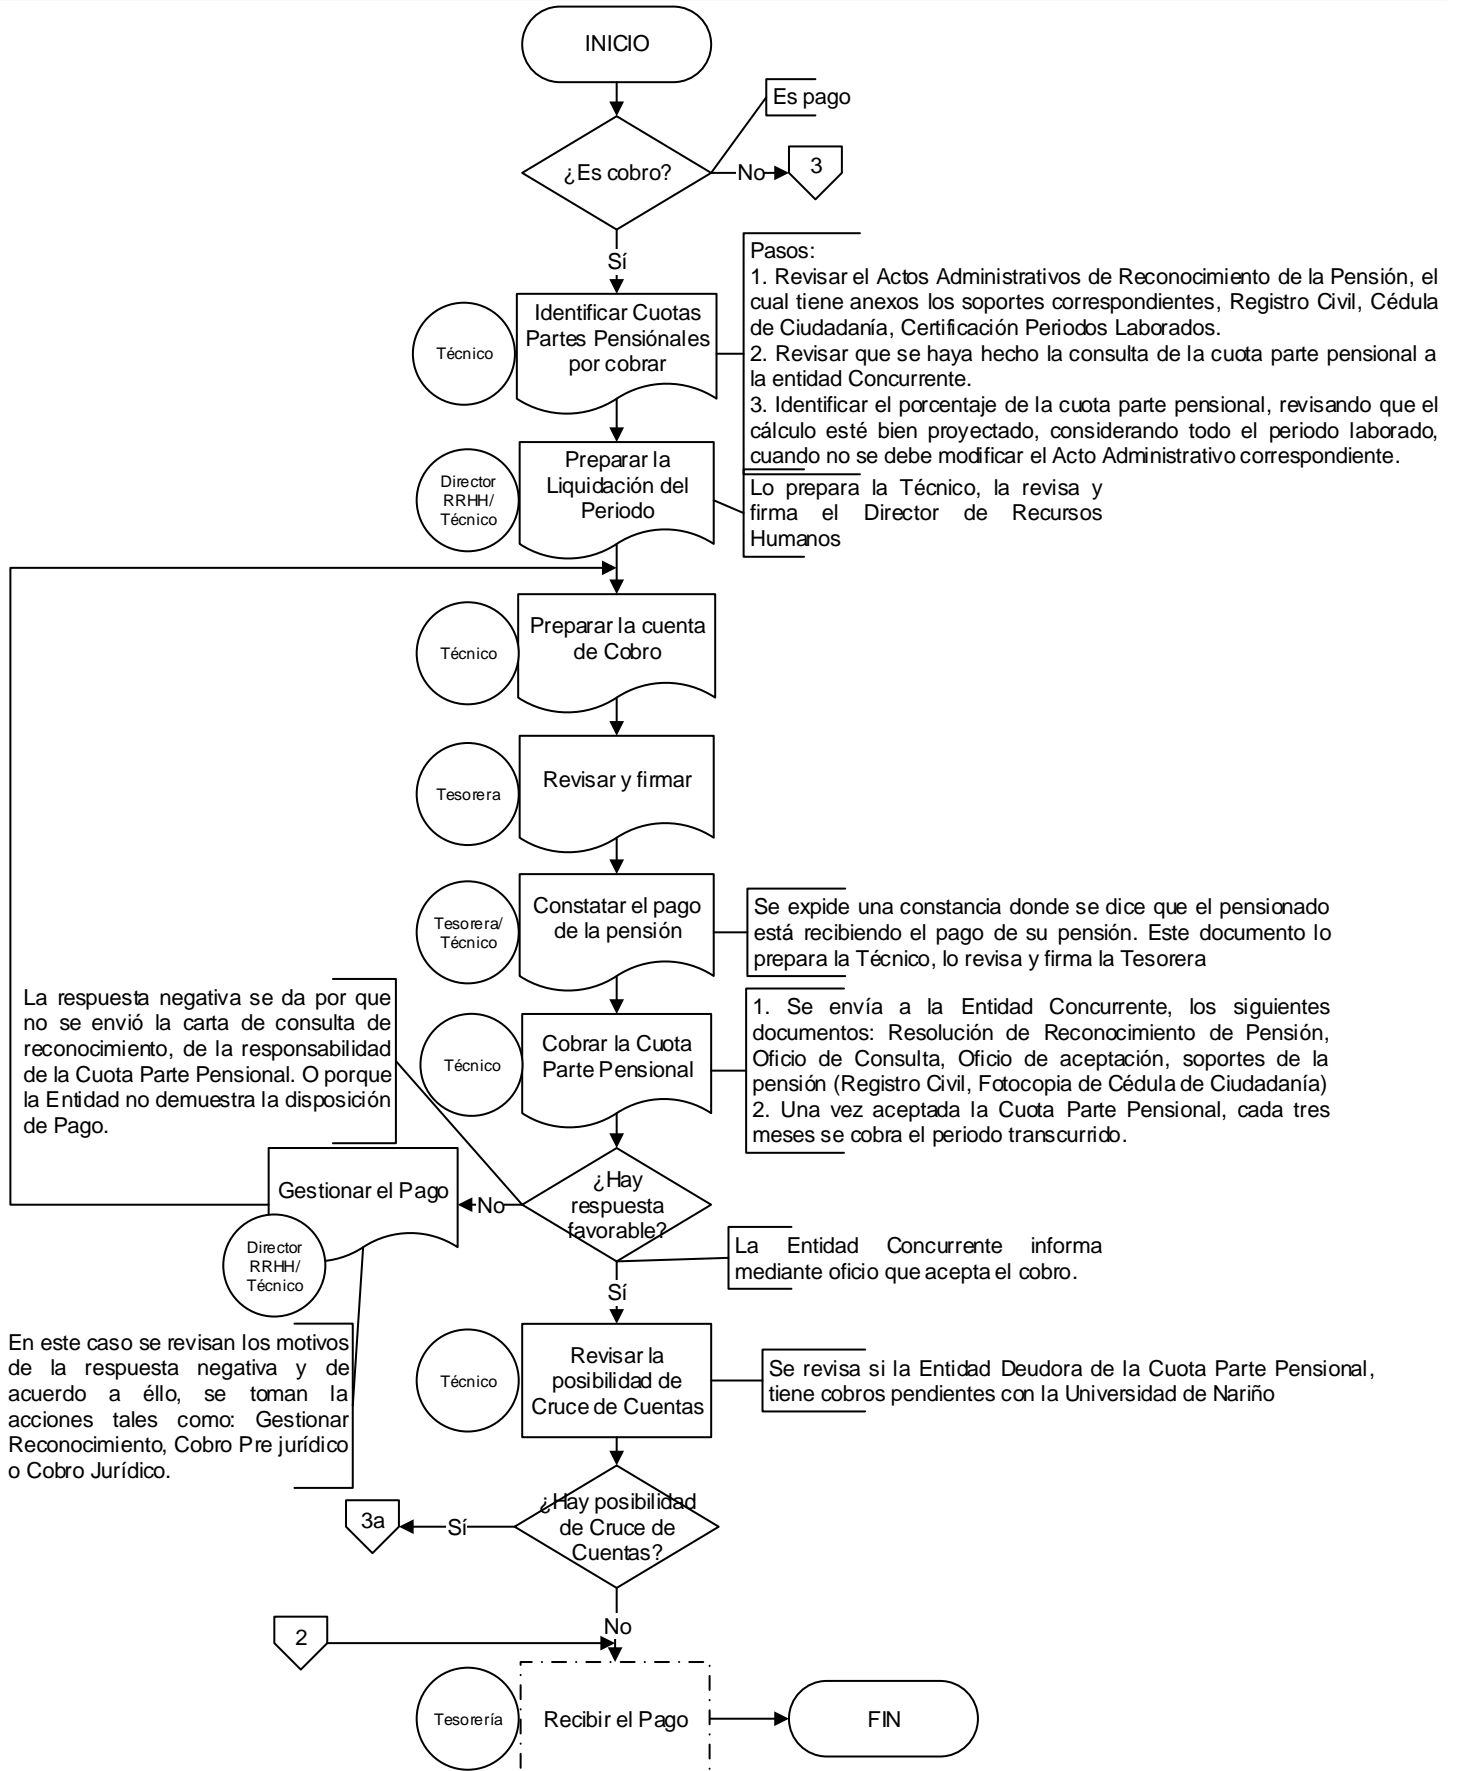 INICIO
Es pago
¿Es cobro?
No
3
Sí
Pasos:
1. Revisar el Actos Administrativos de Reconocimiento de la Pensión, el
cual tiene anexos los soportes correspondientes, Registro Civil, Cédula
de Ciudadanía, Certificación Periodos Laborados.
2. Revisar que se haya hecho la consulta de la cuota parte pensional a
la entidad Concurrente.
3. Identificar el porcentaje de la cuota parte pensional, revisando que el
cálculo esté bien proyectado, considerando todo el periodo laborado,
cuando no se debe modificar el Acto Administrativo correspondiente.
Técnico
Identificar Cuotas
Partes Pensiónales
por cobrar
Director
RRHH/
Técnico
Preparar la
Liquidación del
Periodo
Lo prepara la Técnico, la revisa y
firma el Director de Recursos
Humanos
Técnico
Preparar la cuenta
de Cobro
Tesorera
Revisar y firmar
Tesorera/
Técnico
Constatar el pago
de la pensión
Se expide una constancia donde se dice que el pensionado
está recibiendo el pago de su pensión. Este documento lo
prepara la Técnico, lo revisa y firma la Tesorera
La respuesta negativa se da por que
no se envió la carta de consulta de
reconocimiento, de la responsabilidad
de la Cuota Parte Pensional. O porque
la Entidad no demuestra la disposición
de Pago.
Técnico
Cobrar la Cuota
Parte Pensional
1. Se envía a la Entidad Concurrente, los siguientes
documentos: Resolución de Reconocimiento de Pensión,
Oficio de Consulta, Oficio de aceptación, soportes de la
pensión (Registro Civil, Fotocopia de Cédula de Ciudadanía)
2. Una vez aceptada la Cuota Parte Pensional, cada tres
meses se cobra el periodo transcurrido.
Gestionar el Pago
No
¿Hay
respuesta
favorable?
Director
RRHH/
Técnico
La Entidad Concurrente informa
mediante oficio que acepta el cobro.
Sí
En este caso se revisan los motivos
de la respuesta negativa y de
acuerdo a éllo, se toman la
acciones tales como: Gestionar
Reconocimiento, Cobro Pre jurídico
o Cobro Jurídico.
Técnico
Revisar la
posibilidad de
Cruce de Cuentas
Se revisa si la Entidad Deudora de la Cuota Parte Pensional,
tiene cobros pendientes con la Universidad de Nariño
3a
Sí
¿Hay posibilidad
de Cruce de
Cuentas?
No
2
Tesorería
Recibir el Pago
FIN